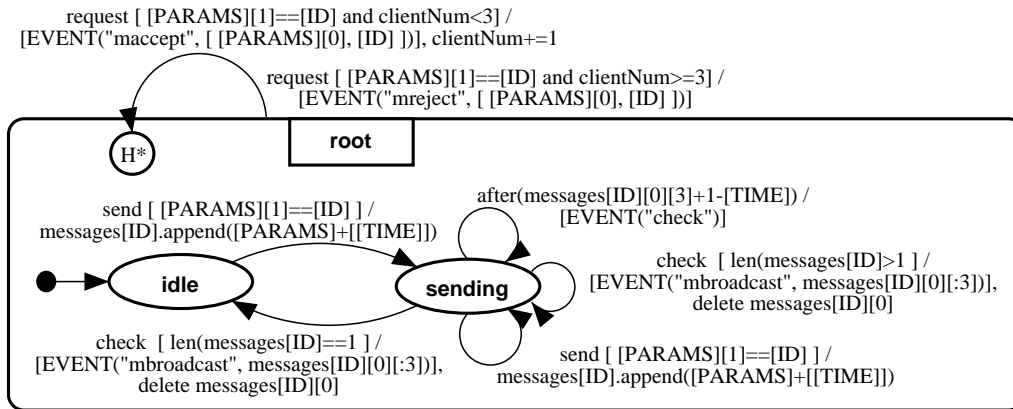 request [ [PARAMS][1]==[ID] and clientNum<3] /
[EVENT("maccept", [ [PARAMS][0], [ID] ])], clientNum+=1
request [ [PARAMS][1]==[ID] and clientNum>=3] /
[EVENT("mreject", [ [PARAMS][0], [ID] ])]
root
H*
send [ [PARAMS][1]==[ID] ] /
messages[ID].append([PARAMS]+[[TIME]])
after(messages[ID][0][3]+1-[TIME]) /
[EVENT("check")]
idle
sending
check [ len(messages[ID]>1 ] /
[EVENT("mbroadcast", messages[ID][0][:3])],
delete messages[ID][0]
check [ len(messages[ID]==1 ] /
[EVENT("mbroadcast", messages[ID][0][:3])],
delete messages[ID][0]
send [ [PARAMS][1]==[ID] ] /
messages[ID].append([PARAMS]+[[TIME]])